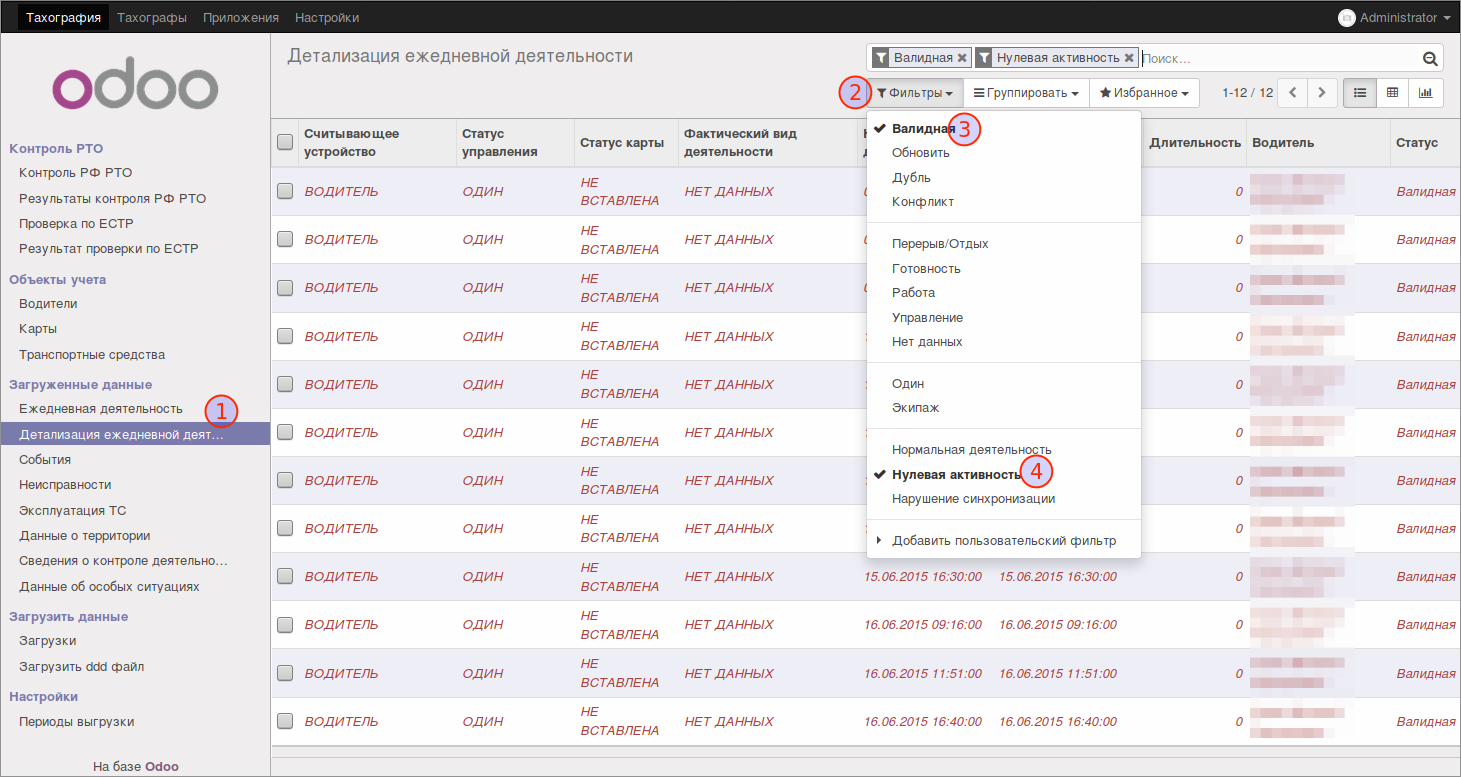 Тахография Тахографы Приложения Настройки Administrator
odoo
Контроль РТО
Контроль РФ РТО
Результаты контроля РФ РТО
Проверка по ЕСТР
Результат проверки по ЕСТР
Объекты учета
Водители
Карты
Транспортные средства
Загруженные данные
Ежедневная деятельность
1
Детализация ежедневной деят...
События
Неисправности
Эксплуатация ТС
Данные о территории
Сведения о контроле деятельно...
Данные об особых ситуациях
Загрузить данные
Загрузки
Загрузить ddd файл
Настройки
Периоды выгрузки
На базе Odoo
Детализация ежедневной деятельности
Валидная Нулевая активность Поиск...
2 Фильтры Группировать Избранное 1-12 / 12
Валидная 3
Обновить
Дубль
Конфликт
Перерыв/Отдых
Готовность
Работа
Управление
Нет данных
Один
Экипаж
Нормальная деятельность
Нулевая активность 4
Нарушение синхронизации
Добавить пользовательский фильтр
Считывающее устройство Статус управления Статус карты Фактический вид деятельности Длительность Водитель Статус
ВОДИТЕЛЬ ОДИН НЕ ВСТАВЛЕНА НЕТ ДАННЫХ 0 Валидная
ВОДИТЕЛЬ ОДИН НЕ ВСТАВЛЕНА НЕТ ДАННЫХ 0 Валидная
ВОДИТЕЛЬ ОДИН НЕ ВСТАВЛЕНА НЕТ ДАННЫХ 0 Валидная
ВОДИТЕЛЬ ОДИН НЕ ВСТАВЛЕНА НЕТ ДАННЫХ 0 Валидная
ВОДИТЕЛЬ ОДИН НЕ ВСТАВЛЕНА НЕТ ДАННЫХ 0 Валидная
ВОДИТЕЛЬ ОДИН НЕ ВСТАВЛЕНА НЕТ ДАННЫХ 0 Валидная
ВОДИТЕЛЬ ОДИН НЕ ВСТАВЛЕНА НЕТ ДАННЫХ 0 Валидная
ВОДИТЕЛЬ ОДИН НЕ ВСТАВЛЕНА НЕТ ДАННЫХ 0 Валидная
ВОДИТЕЛЬ ОДИН НЕ ВСТАВЛЕНА НЕТ ДАННЫХ 15.06.2015 16:30:00 15.06.2015 16:30:00 0 Валидная
ВОДИТЕЛЬ ОДИН НЕ ВСТАВЛЕНА НЕТ ДАННЫХ 16.06.2015 09:16:00 16.06.2015 09:16:00 0 Валидная
ВОДИТЕЛЬ ОДИН НЕ ВСТАВЛЕНА НЕТ ДАННЫХ 16.06.2015 11:51:00 16.06.2015 11:51:00 0 Валидная
ВОДИТЕЛЬ ОДИН НЕ ВСТАВЛЕНА НЕТ ДАННЫХ 16.06.2015 16:40:00 16.06.2015 16:40:00 0 Валидная